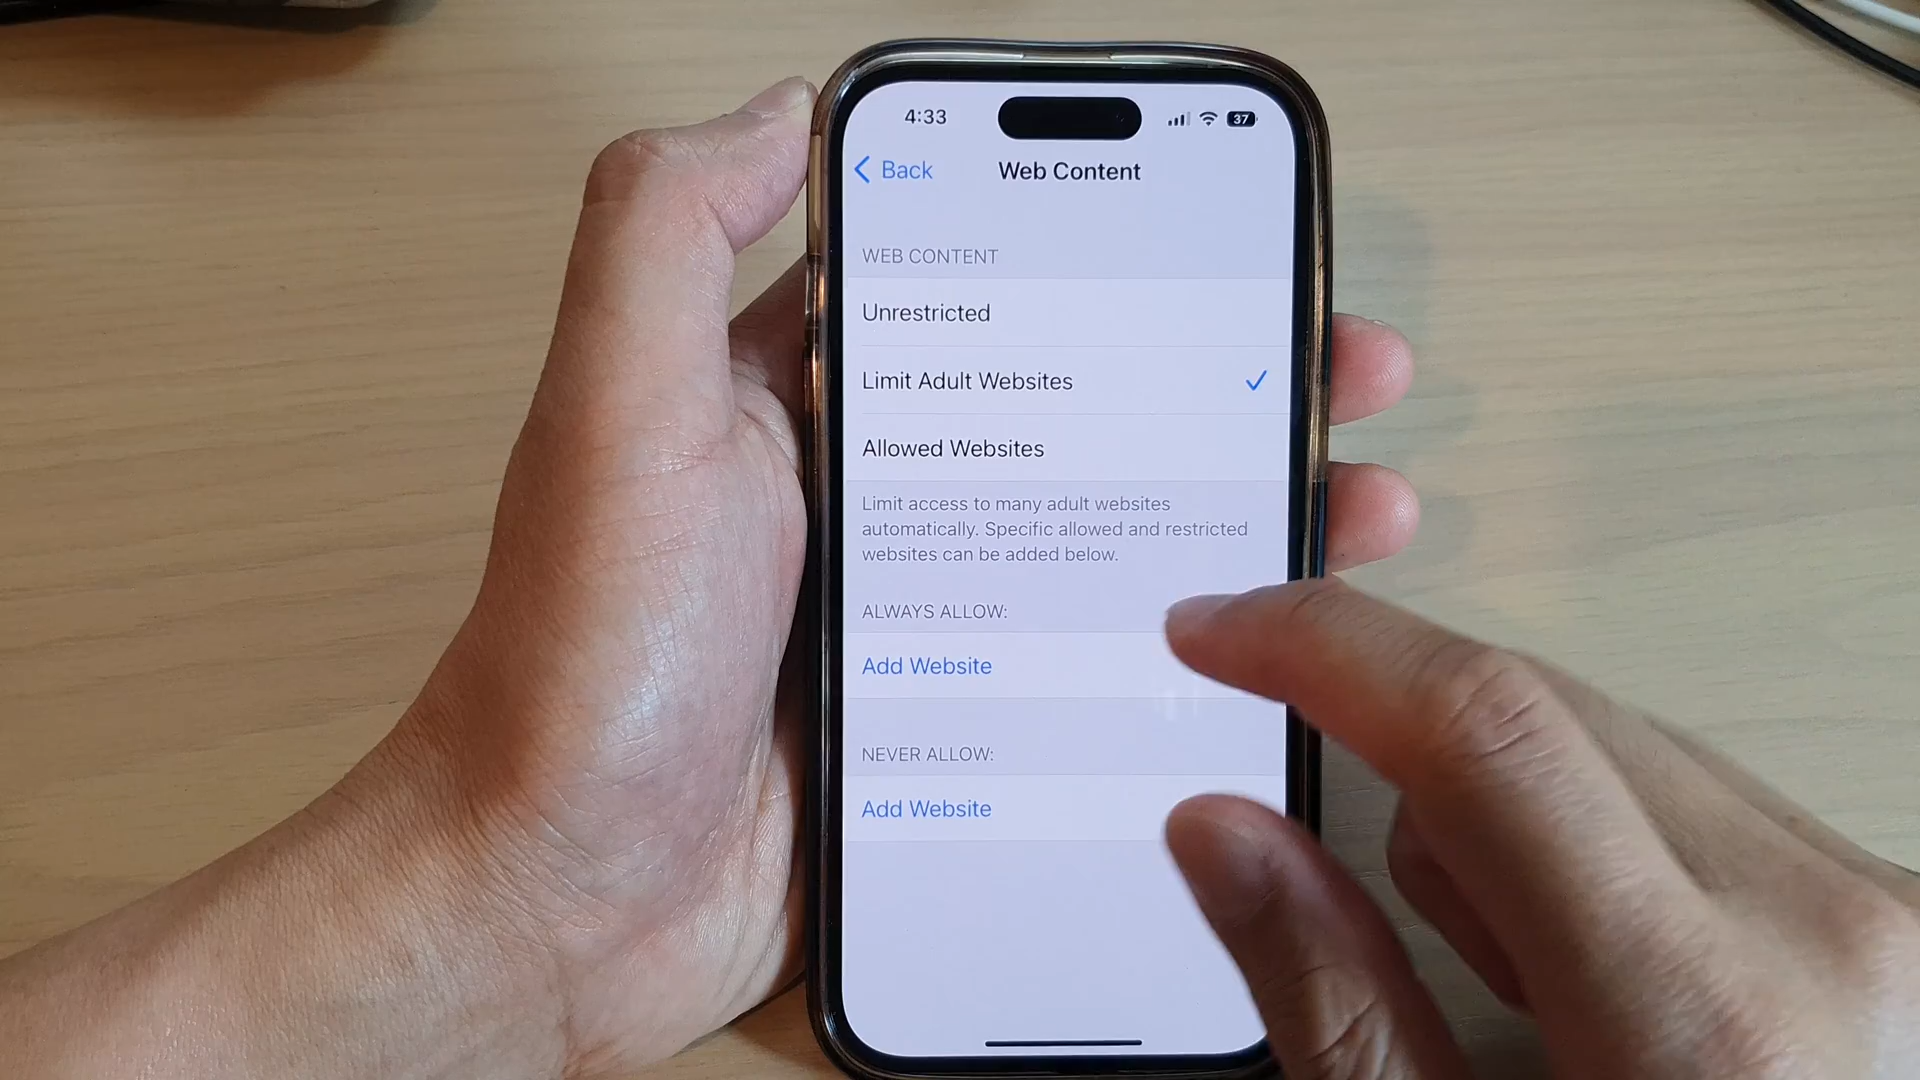 4:33
37
Back
Web Content
WEB CONTENT
Unrestricted
Limit Adult Websites
Allowed Websites
Limit access to many adult websites
automatically. Specific allowed and restricted
websites can be added below.
ALWAYS ALLOW:
Add Website
NEVER ALLOW:
Add Website